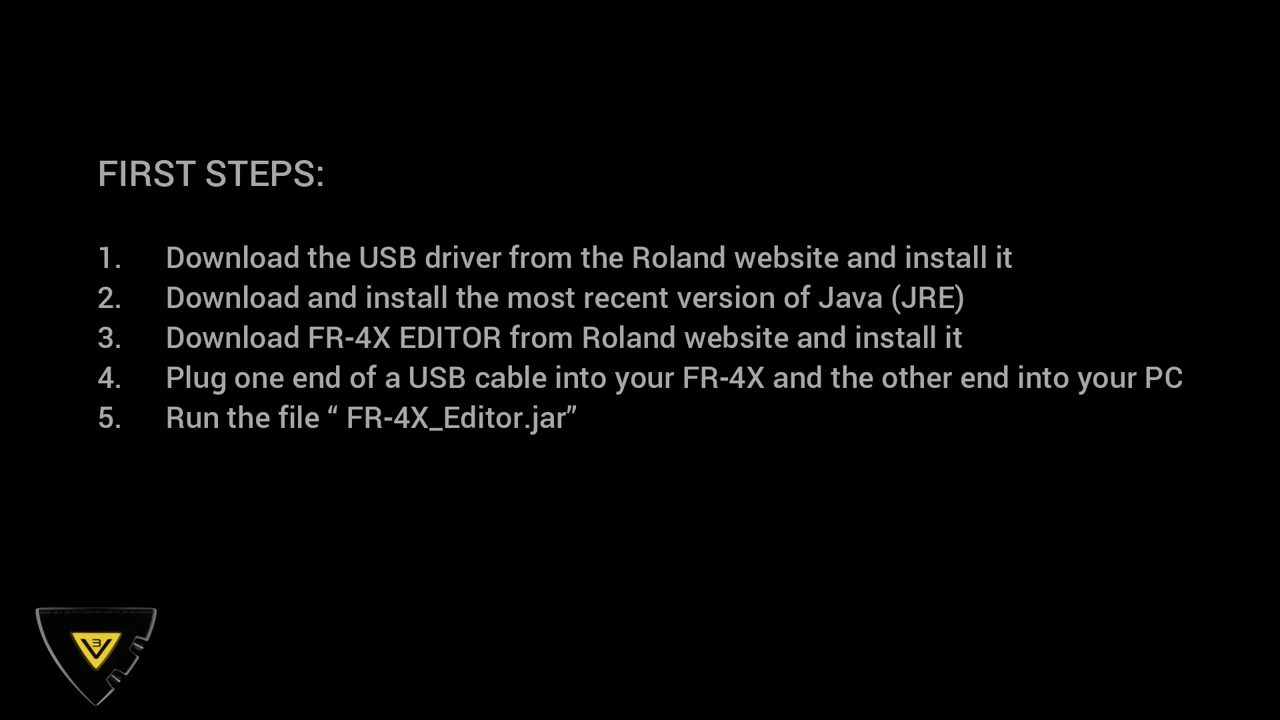 FIRST STEPS:
1. Download the USB driver from the Roland website and install it
2. Download and install the most recent version of Java (JRE)
3. Download FR-4X EDITOR from Roland website and install it
4. Plug one end of a USB cable into your FR-4X and the other end into your PC
5. Run the file “ FR-4X_Editor.jar”
V3